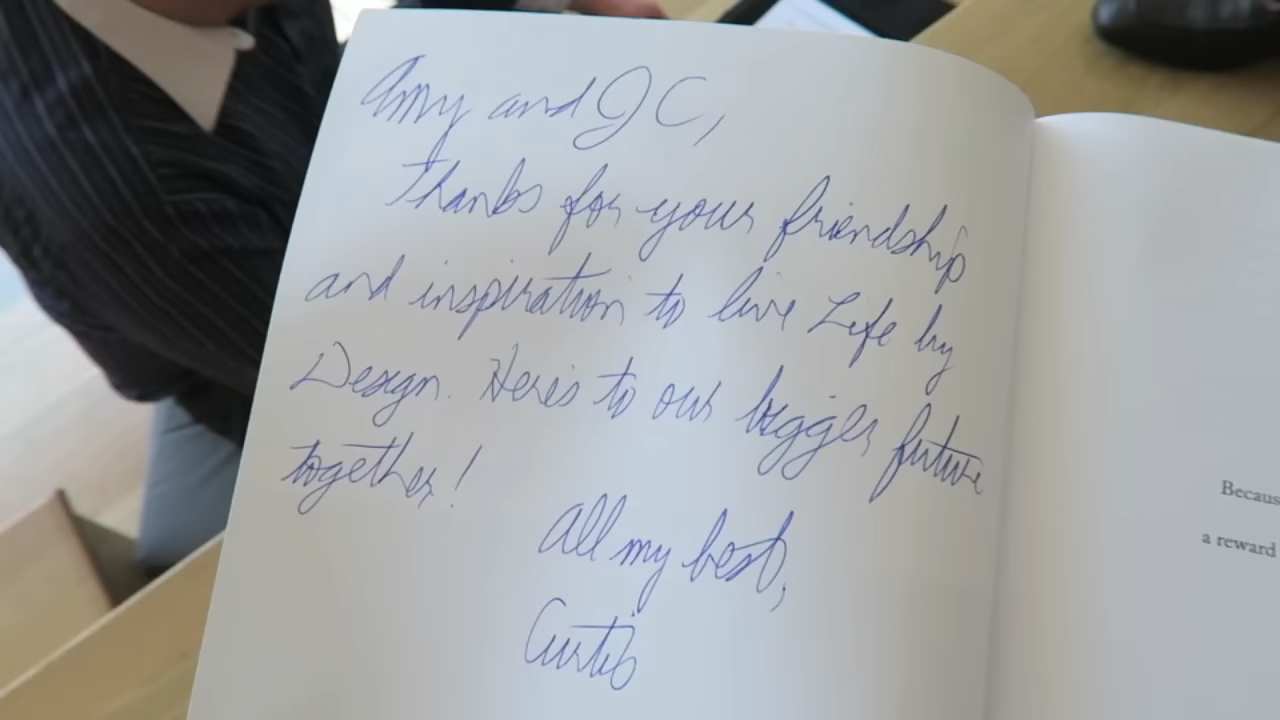 Amy and JC,
Thanks for your friendship
and inspiration to live Life by
Design. Here's to our bigger future
together!
All my best,
Curtis
Becaus
a reward